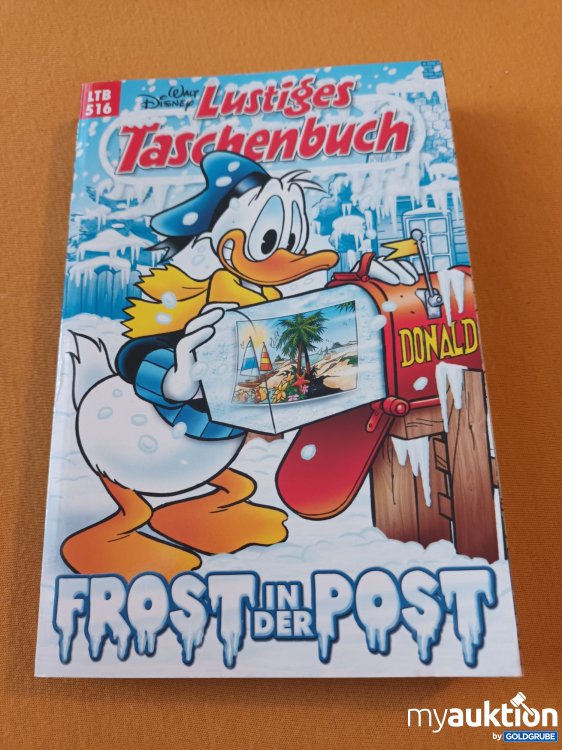 LTB
516
WALT
DISNEY
Lustiges
Taschenbuch
DONALD
FROST IN DER POST
myauktion
by GOLDGRUBE